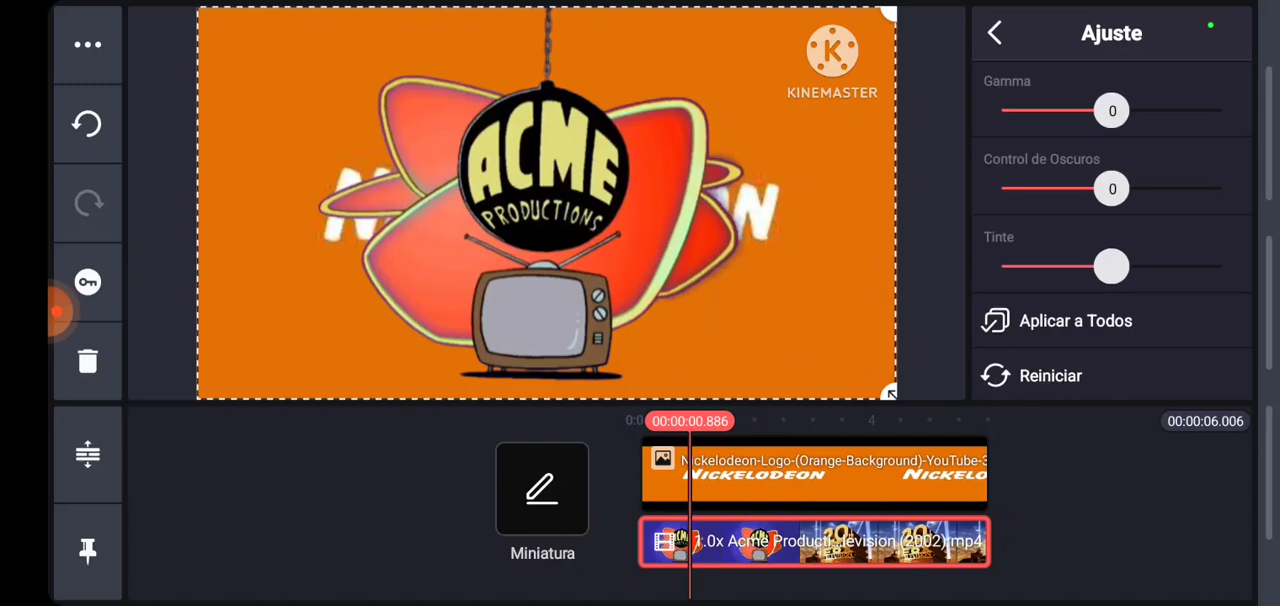 KINEMASTER
ACME
PRODUCTIONS
Ajuste
Gamma
0
Control de Oscuros
0
Tinte
Aplicar a Todos
Reiniciar
00:00:00.886
4
00:00:06.006
Nickelodeon-Logo-(Orange-Background)-YouTube-3
NICKELODEON
NICKELO
1.0x Acme Producti...levision (2002).mp4
Miniatura